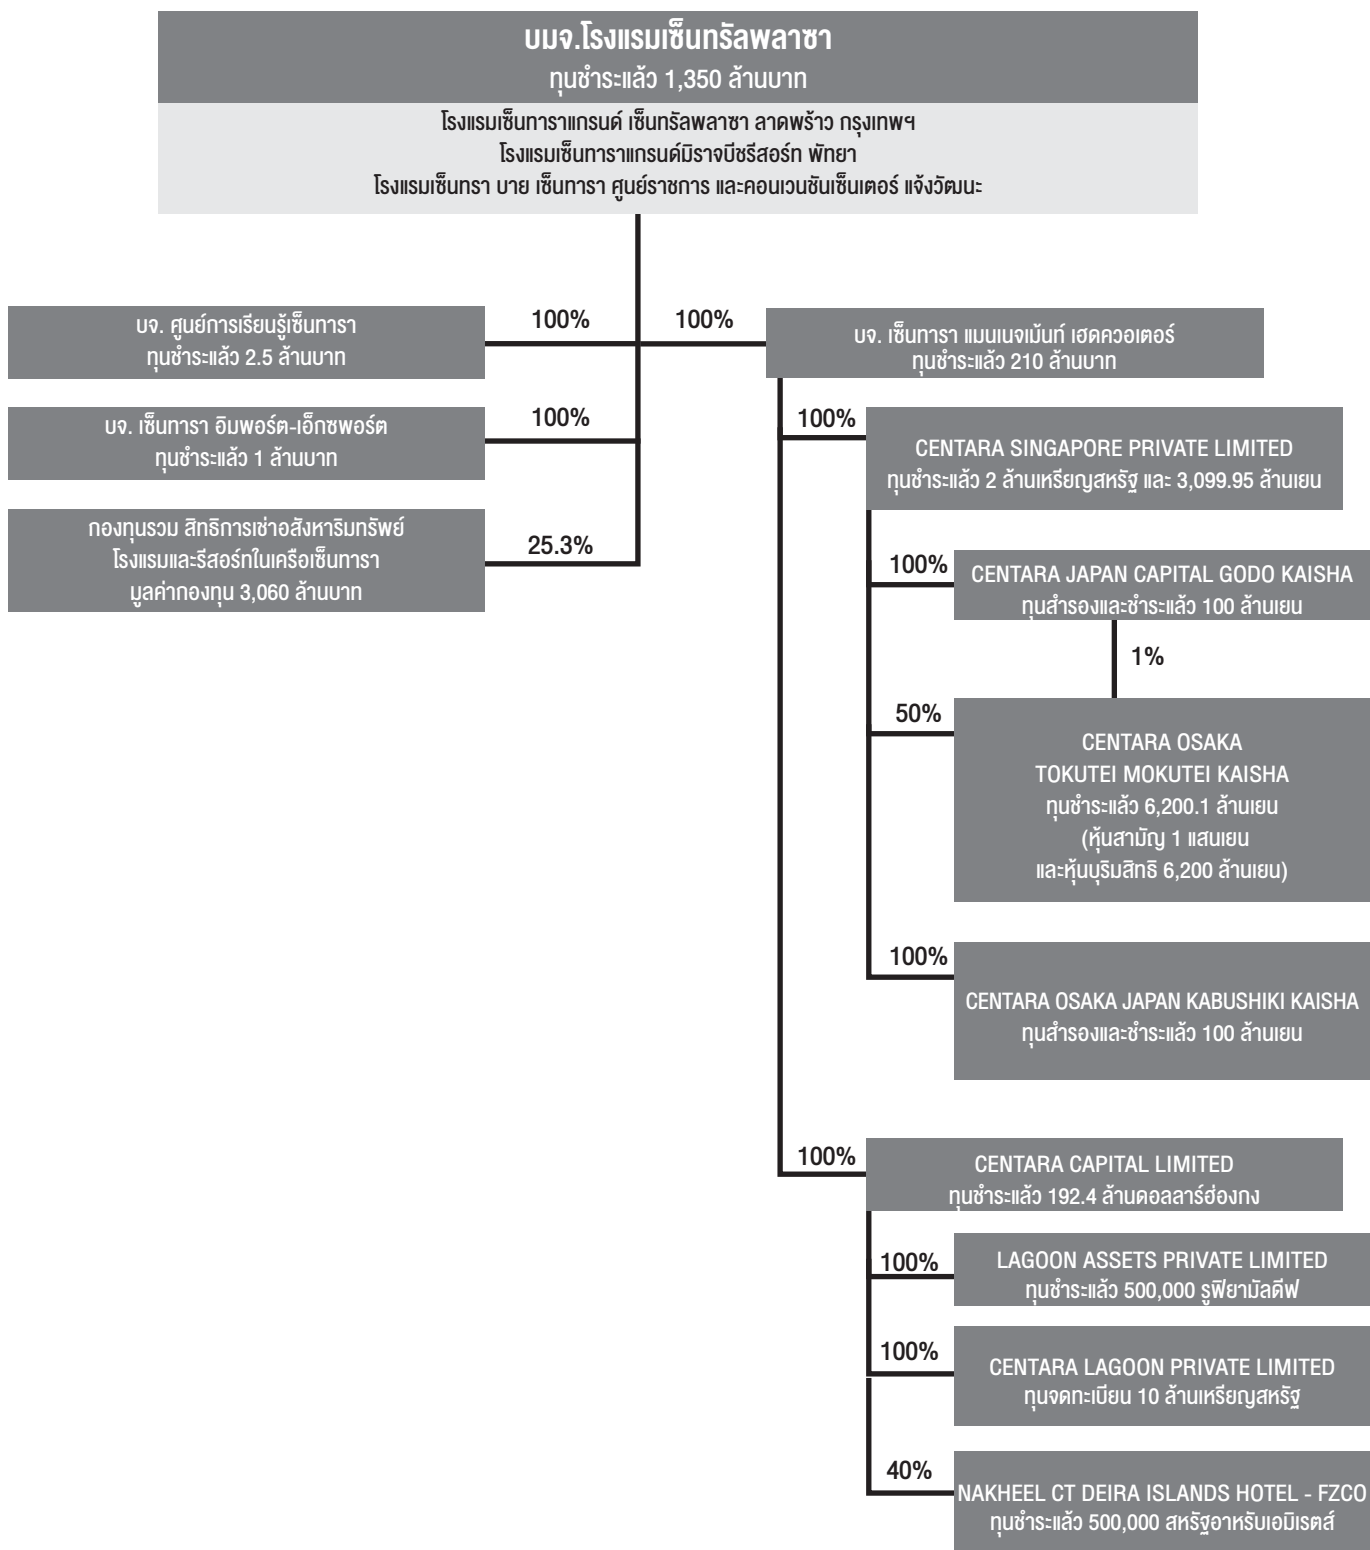 บมจ.โรงแรมเซ็นทรัลพลาซา
ทุนชำระแล้ว 1,350 ล้านบาท
โรงแรมเซ็นทาราแกรนด์ เซ็นทรัลพลาซา ลาดพร้าว กรุงเทพฯ
โรงแรมเซ็นทาราแกรนด์มิราจบีชรีสอร์ท พัทยา
โรงแรมเซ็นทรา บาย เซ็นทารา ศูนย์ราชการ และคอนเวนชันเซ็นเตอร์ แจ้งวัฒนะ
100%
บจ. ศูนย์การเรียนรู้เซ็นทารา
ทุนชำระแล้ว 2.5 ล้านบาท
100%
บจ. เซ็นทารา อิมพอร์ต-เอ็กซพอร์ต
ทุนชำระแล้ว 1 ล้านบาท
25.3%
กองทุนรวม สิทธิการเช่าอสังหาริมทรัพย์
โรงแรมและรีสอร์ทในเครือเซ็นทารา
มูลค่ากองทุน 3,060 ล้านบาท
100%
บจ. เซ็นทารา แมนเนจเม้นท์ เฮดควอเตอร์
ทุนชำระแล้ว 210 ล้านบาท
100%
CENTARA SINGAPORE PRIVATE LIMITED
ทุนชำระแล้ว 2 ล้านเหรียญสหรัฐ และ 3,099.95 ล้านเยน
100%
CENTARA JAPAN CAPITAL GODO KAISHA
ทุนสำรองและชำระแล้ว 100 ล้านเยน
1%
50%
CENTARA OSAKA
TOKUTEI MOKUTEI KAISHA
ทุนชำระแล้ว 6,200.1 ล้านเยน
(หุ้นสามัญ 1 แสนเยน
และหุ้นบุริมสิทธิ 6,200 ล้านเยน)
100%
CENTARA OSAKA JAPAN KABUSHIKI KAISHA
ทุนสำรองและชำระแล้ว 100 ล้านเยน
100%
CENTARA CAPITAL LIMITED
ทุนชำระแล้ว 192.4 ล้านดอลลาร์ฮ่องกง
100%
LAGOON ASSETS PRIVATE LIMITED
ทุนชำระแล้ว 500,000 รูฟิยามัลดีฟ
100%
CENTARA LAGOON PRIVATE LIMITED
ทุนจดทะเบียน 10 ล้านเหรียญสหรัฐ
40%
NAKHEEL CT DEIRA ISLANDS HOTEL - FZCO
ทุนชำระแล้ว 500,000 สหรัฐอาหรับเอมิเรตส์